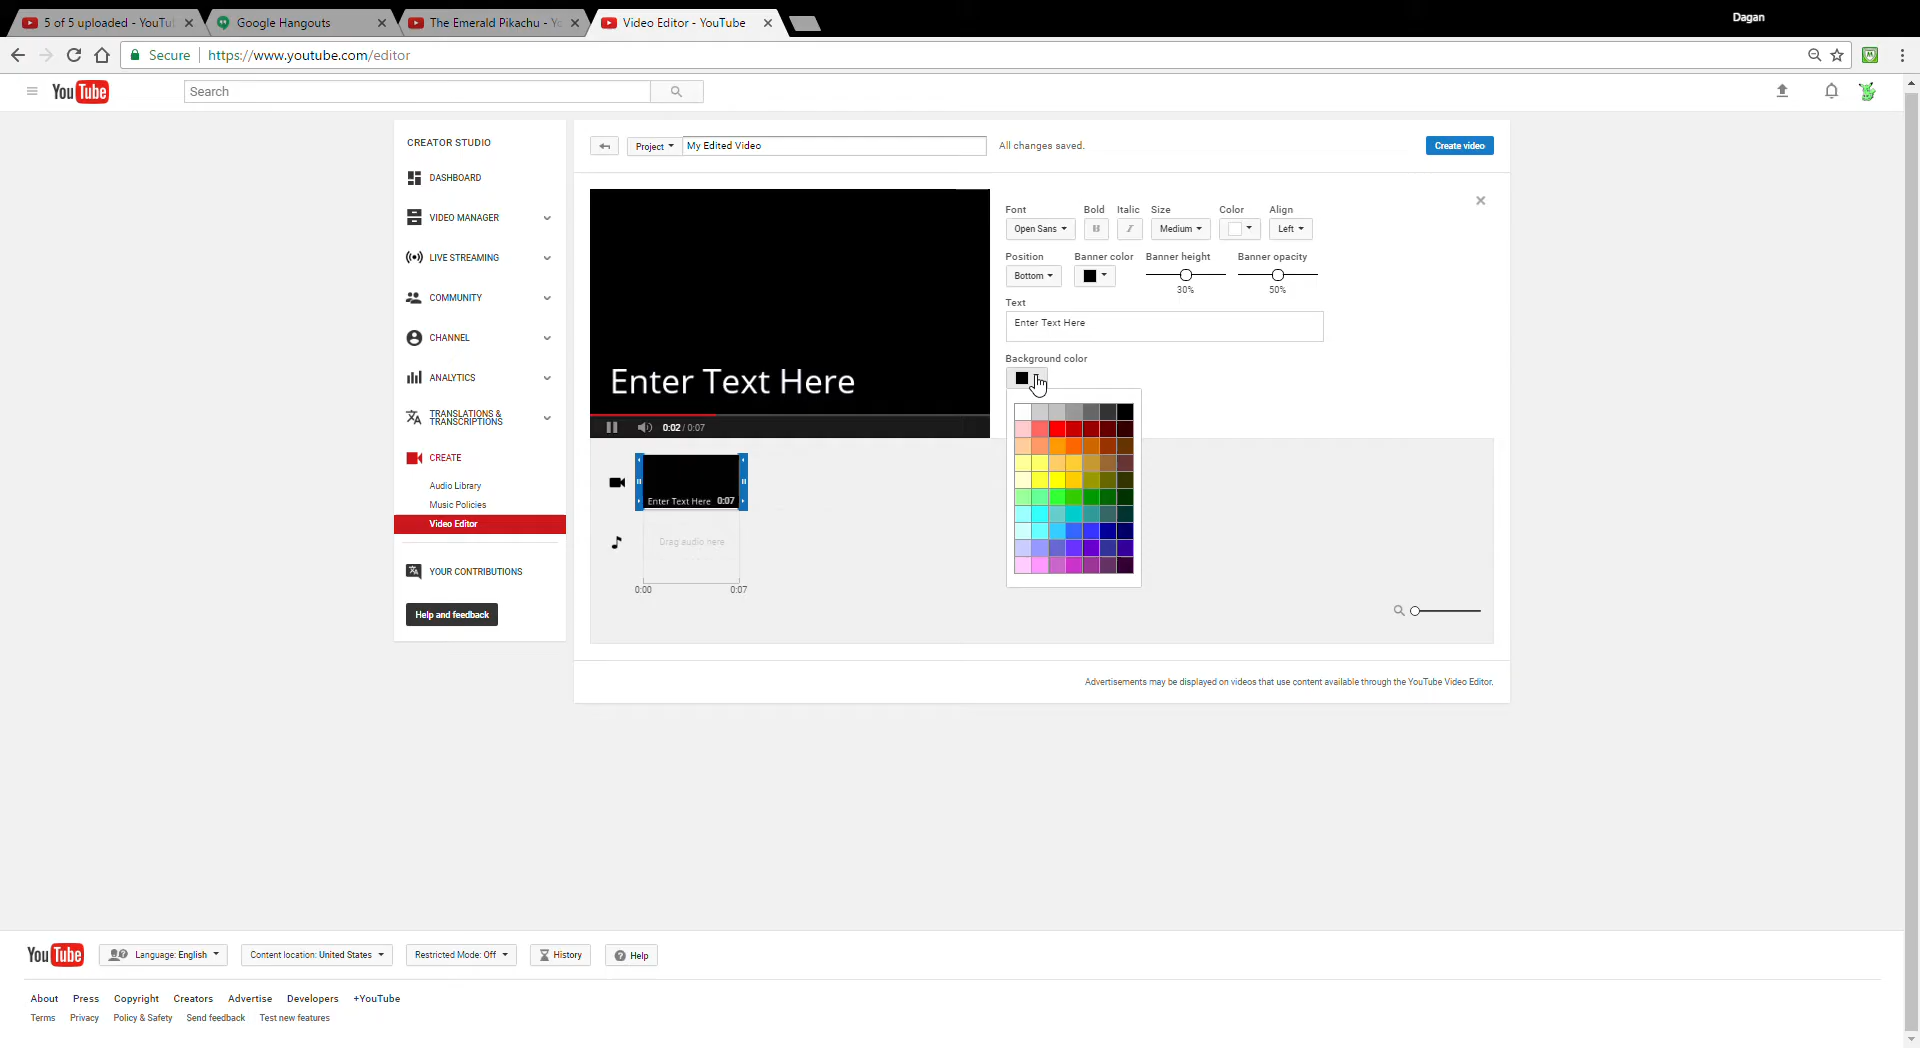 5 of 5 uploaded - YouTu
Google Hangouts
The Emerald Pikachu - Yo
Video Editor - YouTube
Dagan
Secure
https://www.youtube.com/editor
YouTube
Search
CREATOR STUDIO
DASHBOARD
VIDEO MANAGER
LIVE STREAMING
COMMUNITY
CHANNEL
ANALYTICS
TRANSLATIONS &
TRANSCRIPTIONS
CREATE
Audio Library
Music Policies
Video Editor
YOUR CONTRIBUTIONS
Help and feedback
Project
My Edited Video
All changes saved.
Create video
Enter Text Here
0:02 / 0:07
Font Bold Italic Size Color Align
Open Sans B I Medium Left
Position Banner color Banner height Banner opacity
Bottom
30% 50%
Text
Enter Text Here
Background color
Enter Text Here 0:07
Drag audio here
0:00 0:07
Advertisements may be displayed on videos that use content available through the YouTube Video Editor.
YouTube
Language: English
Content location: United States
Restricted Mode: Off
History
Help
About Press Copyright Creators Advertise Developers +YouTube
Terms Privacy Policy & Safety Send feedback Test new features